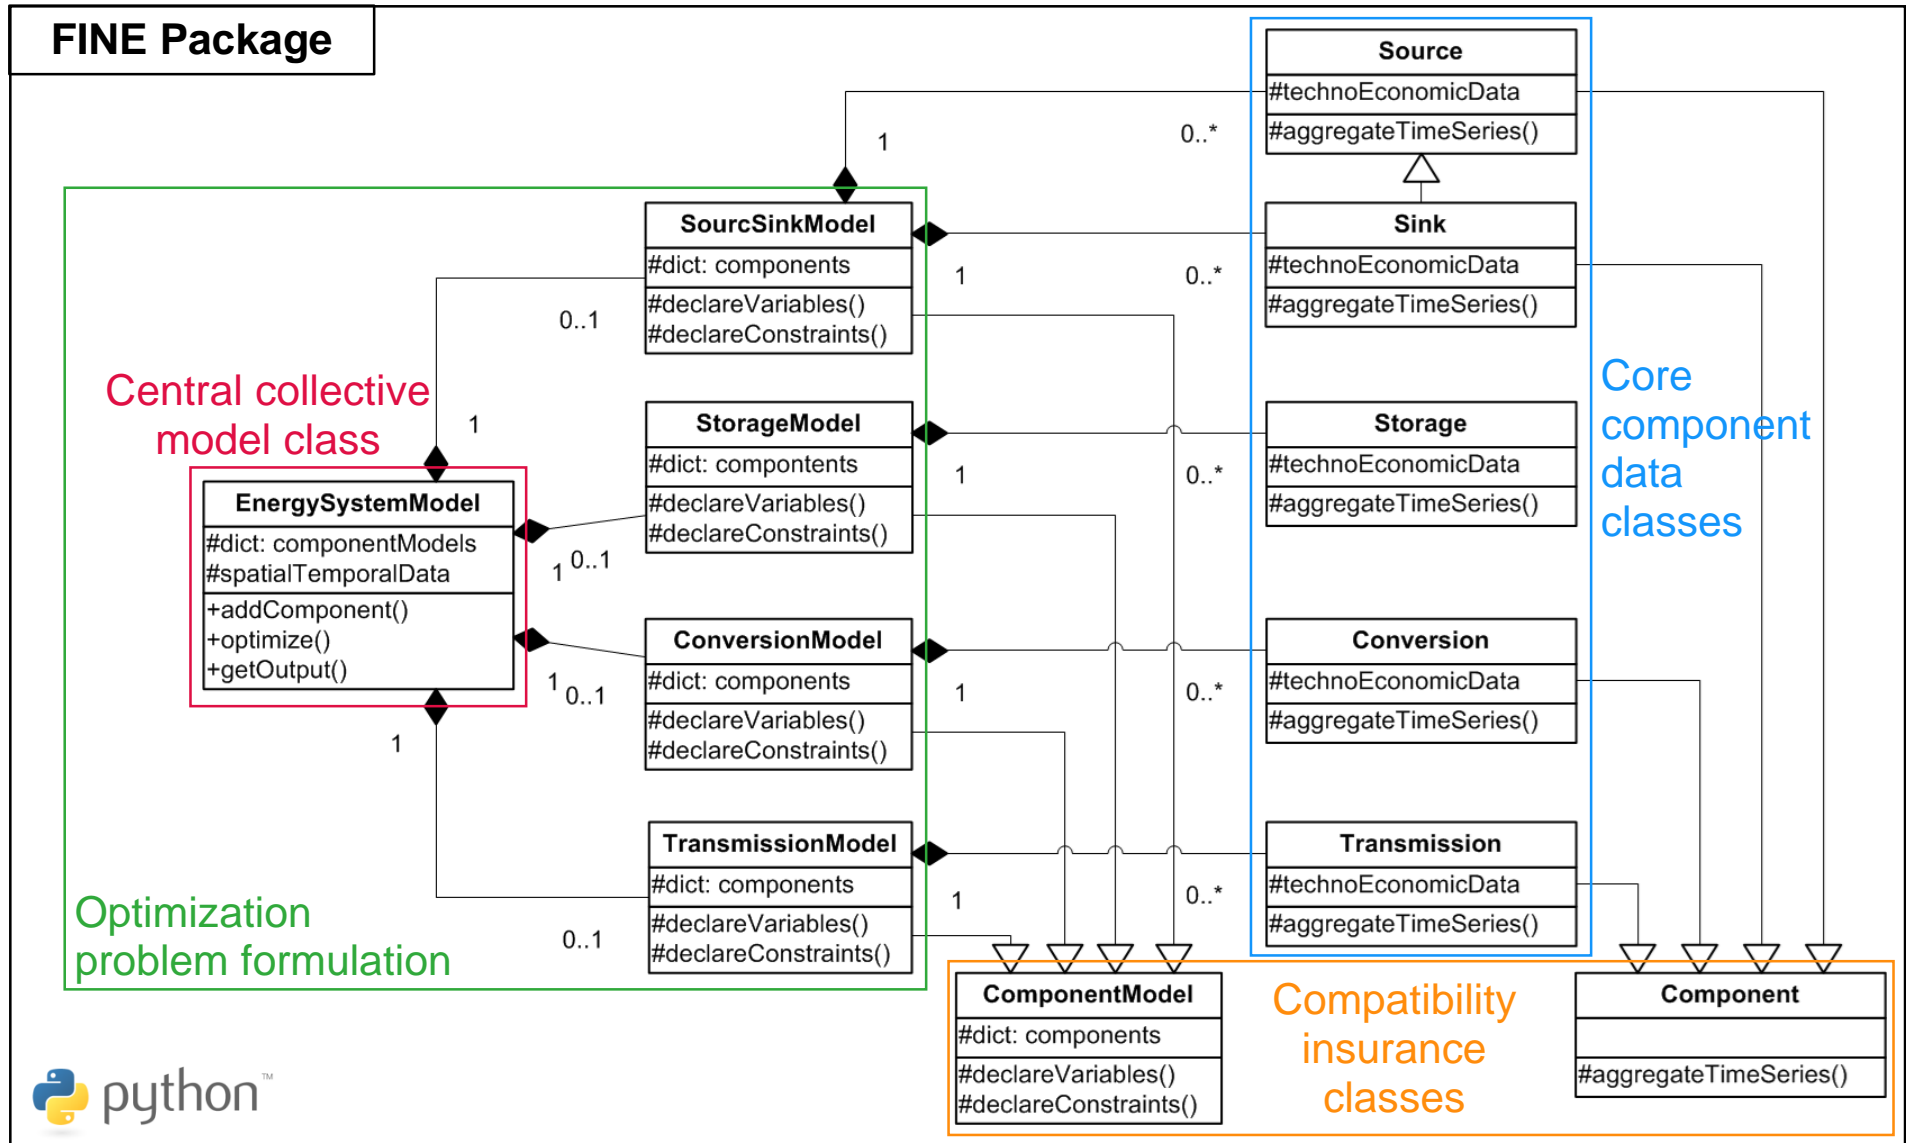 FINE Package
Source
#technoEconomicData
#aggregateTimeSeries()
1
0..*
SourcSinkModel
#dict: components
#declareVariables()
#declareConstraints()
Sink
#technoEconomicData
#aggregateTimeSeries()
1
0..*
0..1
Central collective
model class
1
StorageModel
#dict: compontents
#declareVariables()
#declareConstraints()
1
0..*
Storage
#technoEconomicData
#aggregateTimeSeries()
Core
component
data
classes
EnergySystemModel
#dict: componentModels
#spatialTemporalData
+addComponent()
+optimize()
+getOutput()
1
0..1
1
0..1
ConversionModel
#dict: components
#declareVariables()
#declareConstraints()
1
0..*
Conversion
#technoEconomicData
#aggregateTimeSeries()
1
0..1
TransmissionModel
#dict: components
#declareVariables()
#declareConstraints()
1
0..*
Transmission
#technoEconomicData
#aggregateTimeSeries()
Optimization
problem formulation
ComponentModel
#dict: components
#declareVariables()
#declareConstraints()
Compatibility
insurance
classes
Component
#aggregateTimeSeries()
python™